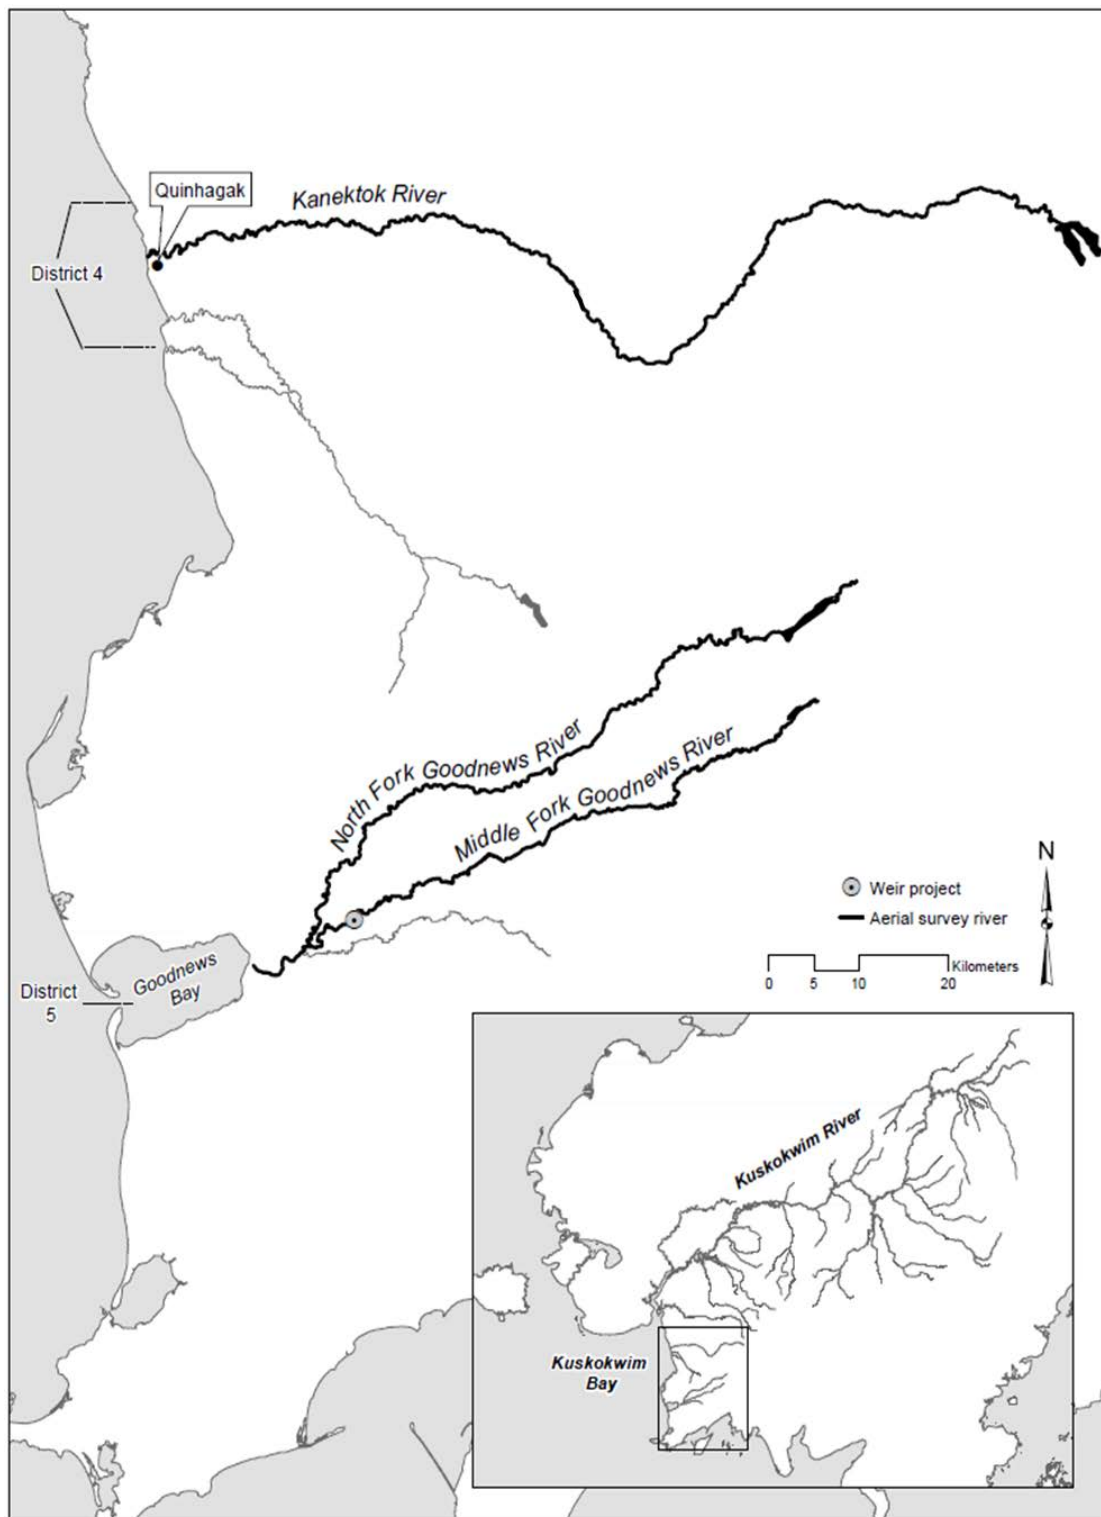 Quinhagak
Kanektok River
District 4
North Fork Goodnews River
Middle Fork Goodnews River
N
Weir project
Aerial survey river
Kilometers
0 5 10 20
Goodnews
Bay
District
5
Kuskokwim River
Kuskokwim
Bay